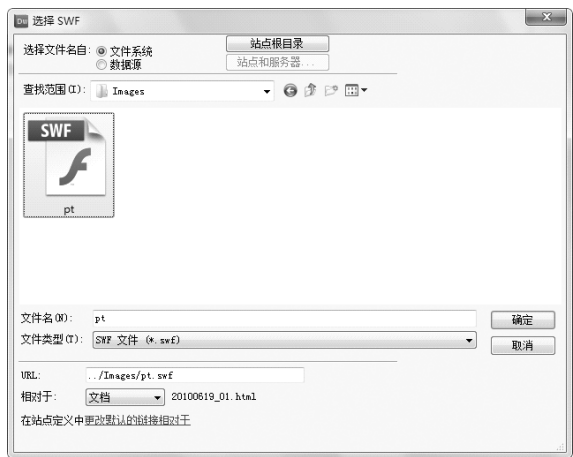 Dw 选择 SWF
选择文件名自: 文件系统 站点根目录
数据源 站点和服务器...
查找范围(I): Images
SWF
pt
文件名(N): pt 确定
文件类型(T): SWF 文件 (*.swf) 取消
URL: ../Images/pt.swf
相对于: 文档 20100619_01.html
在站点定义中更改默认的链接相对于